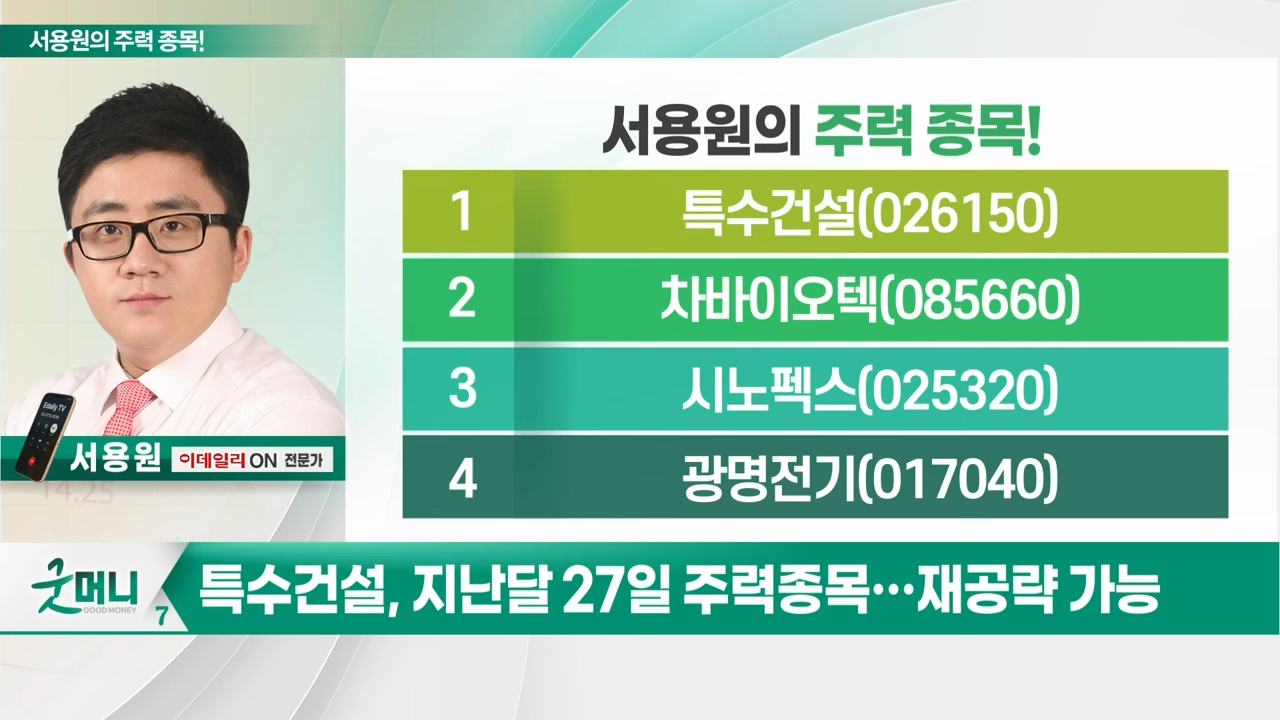 서용원의 주력 종목!
서용원의 주력 종목!
1 특수건설(026150)
2 차바이오텍(085660)
3 시노펙스(025320)
4 광명전기(017040)
Edaily TV
서용원 이데일리 ON 전문가
14.25
굿머니
GOOD MONEY
7
특수건설, 지난달 27일 주력종목…재공략 가능